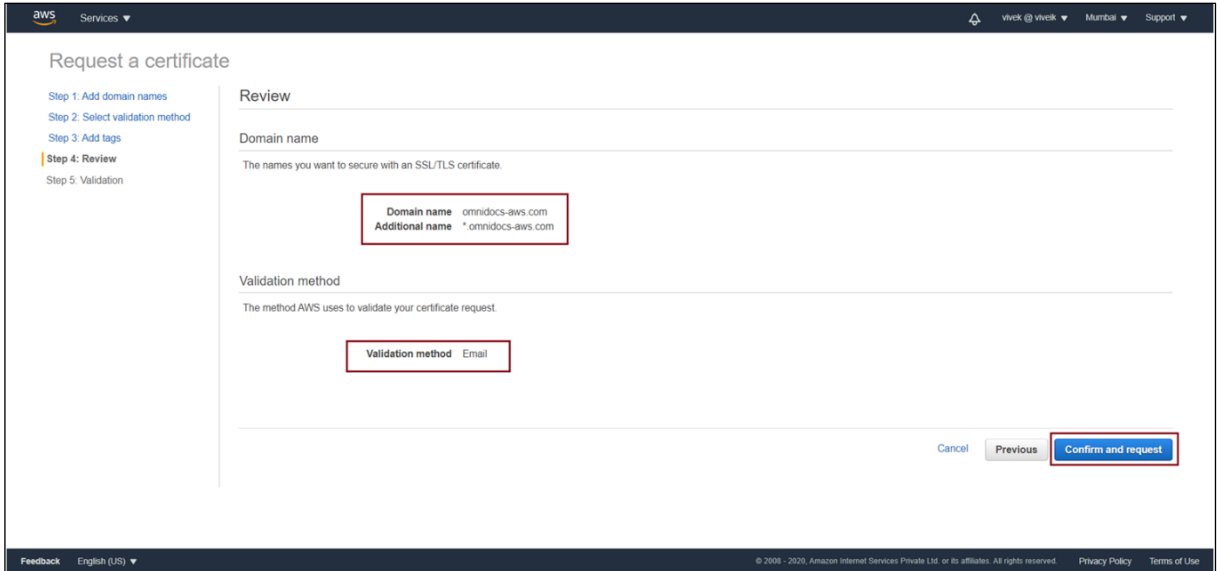 aws Services ▼ vivek @ viveik ▼ Mumbai ▼ Support ▼
Request a certificate
Step 1: Add domain names
Step 2: Select validation method
Step 3: Add tags
Step 4: Review
Step 5: Validation
Review
Domain name
The names you want to secure with an SSL/TLS certificate.
Domain name omnidocs-aws.com
Additional name *.omnidocs-aws.com
Validation method
The method AWS uses to validate your certificate request.
Validation method Email
Cancel Previous Confirm and request
Feedback English (US) ▼ © 2008 - 2020, Amazon Internet Services Private Ltd. or its affiliates. All rights reserved. Privacy Policy Terms of Use